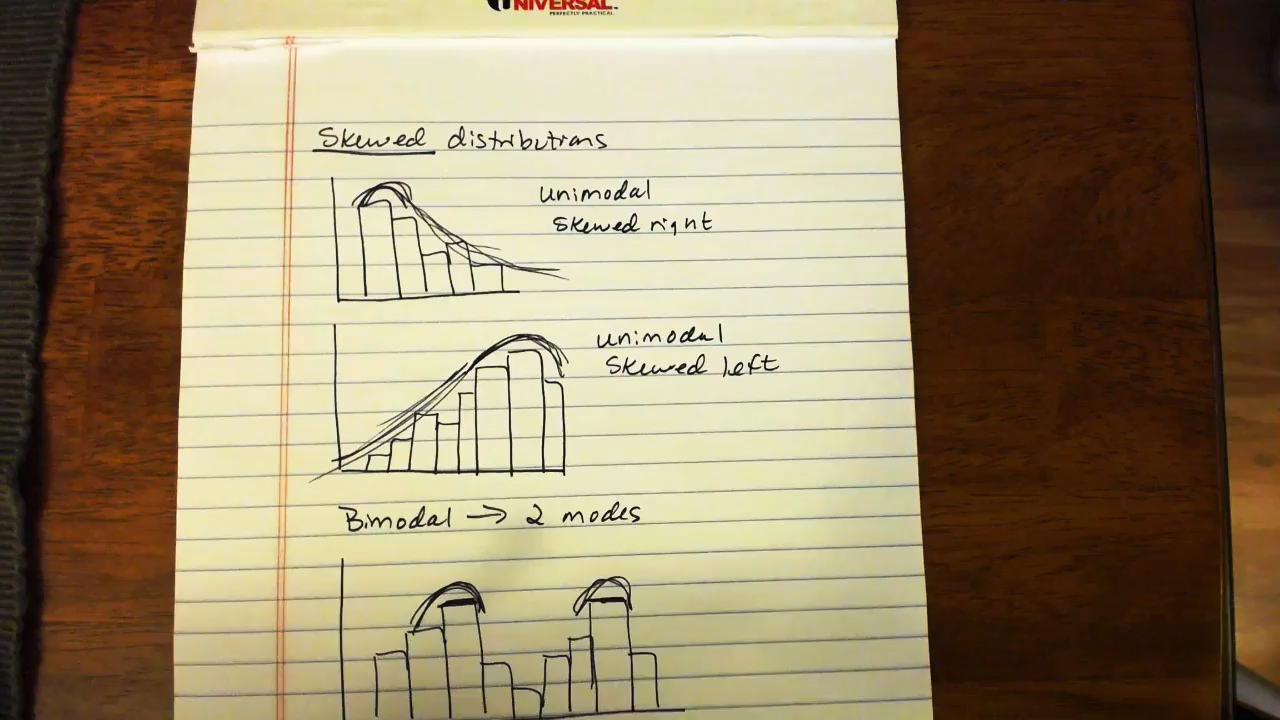 UNIVERSAL
PERFECTLY PRACTICAL
Skewed distributions
unimodal
skewed right
unimodal
skewed left
Bimodal → 2 modes